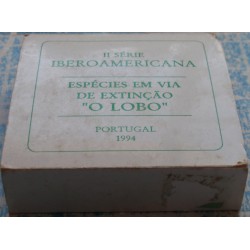 II SÉRIE
IBEROAMERICANA
ESPÉCIES EM VIA
DE EXTINÇÃO
"O LOBO"
PORTUGAL
1994